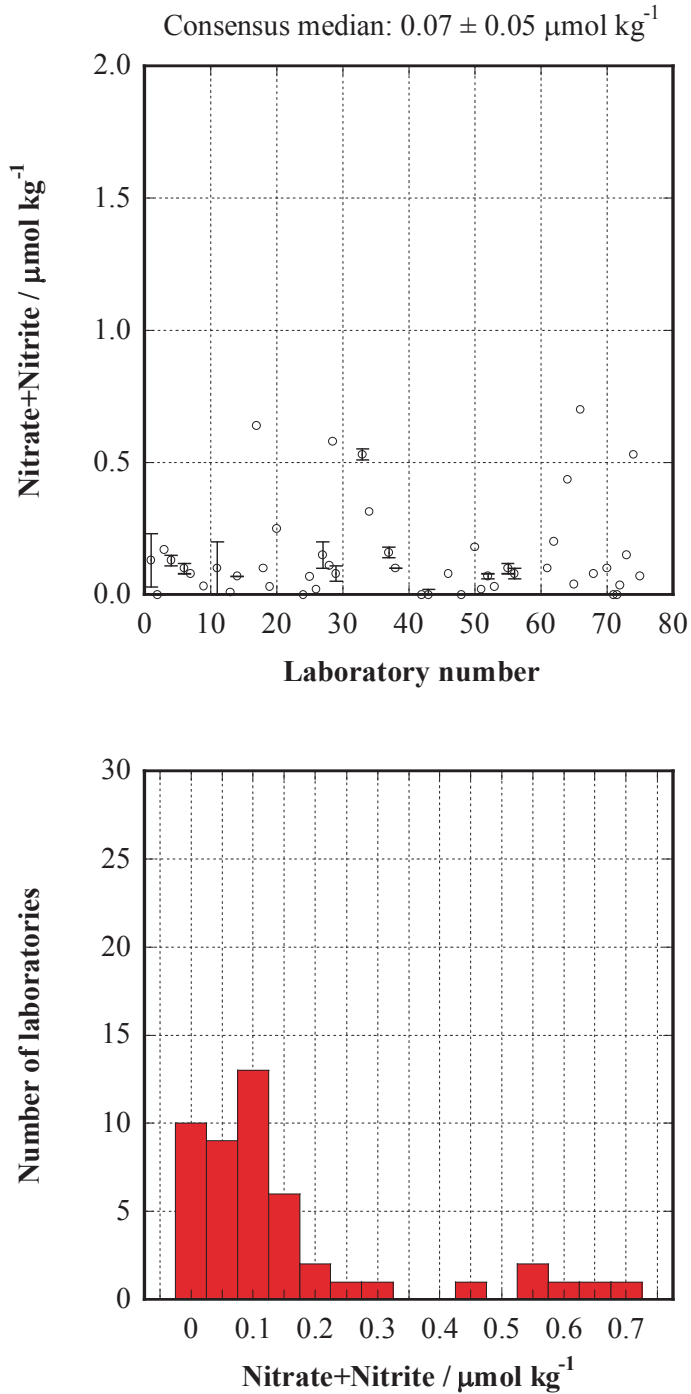 Consensus median: 0.07 ± 0.05 μmol kg⁻¹
2.0
1.5
1.0
0.5
0.0
Nitrate+Nitrite / μmol kg⁻¹
0 10 20 30 40 50 60 70 80
Laboratory number
30
25
20
15
10
5
0
Number of laboratories
0 0.1 0.2 0.3 0.4 0.5 0.6 0.7
Nitrate+Nitrite / μmol kg⁻¹